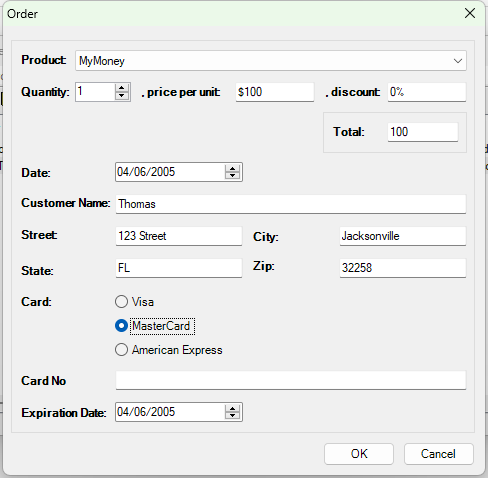 Order
Product: MyMoney
Quantity: 1 , price per unit: $100 , discount: 0%
Total: 100
Date: 04/06/2005
Customer Name: Thomas
Street: 123 Street City: Jacksonville
State: FL Zip: 32258
Card: Visa
MasterCard
American Express
Card No
Expiration Date: 04/06/2005
OK Cancel